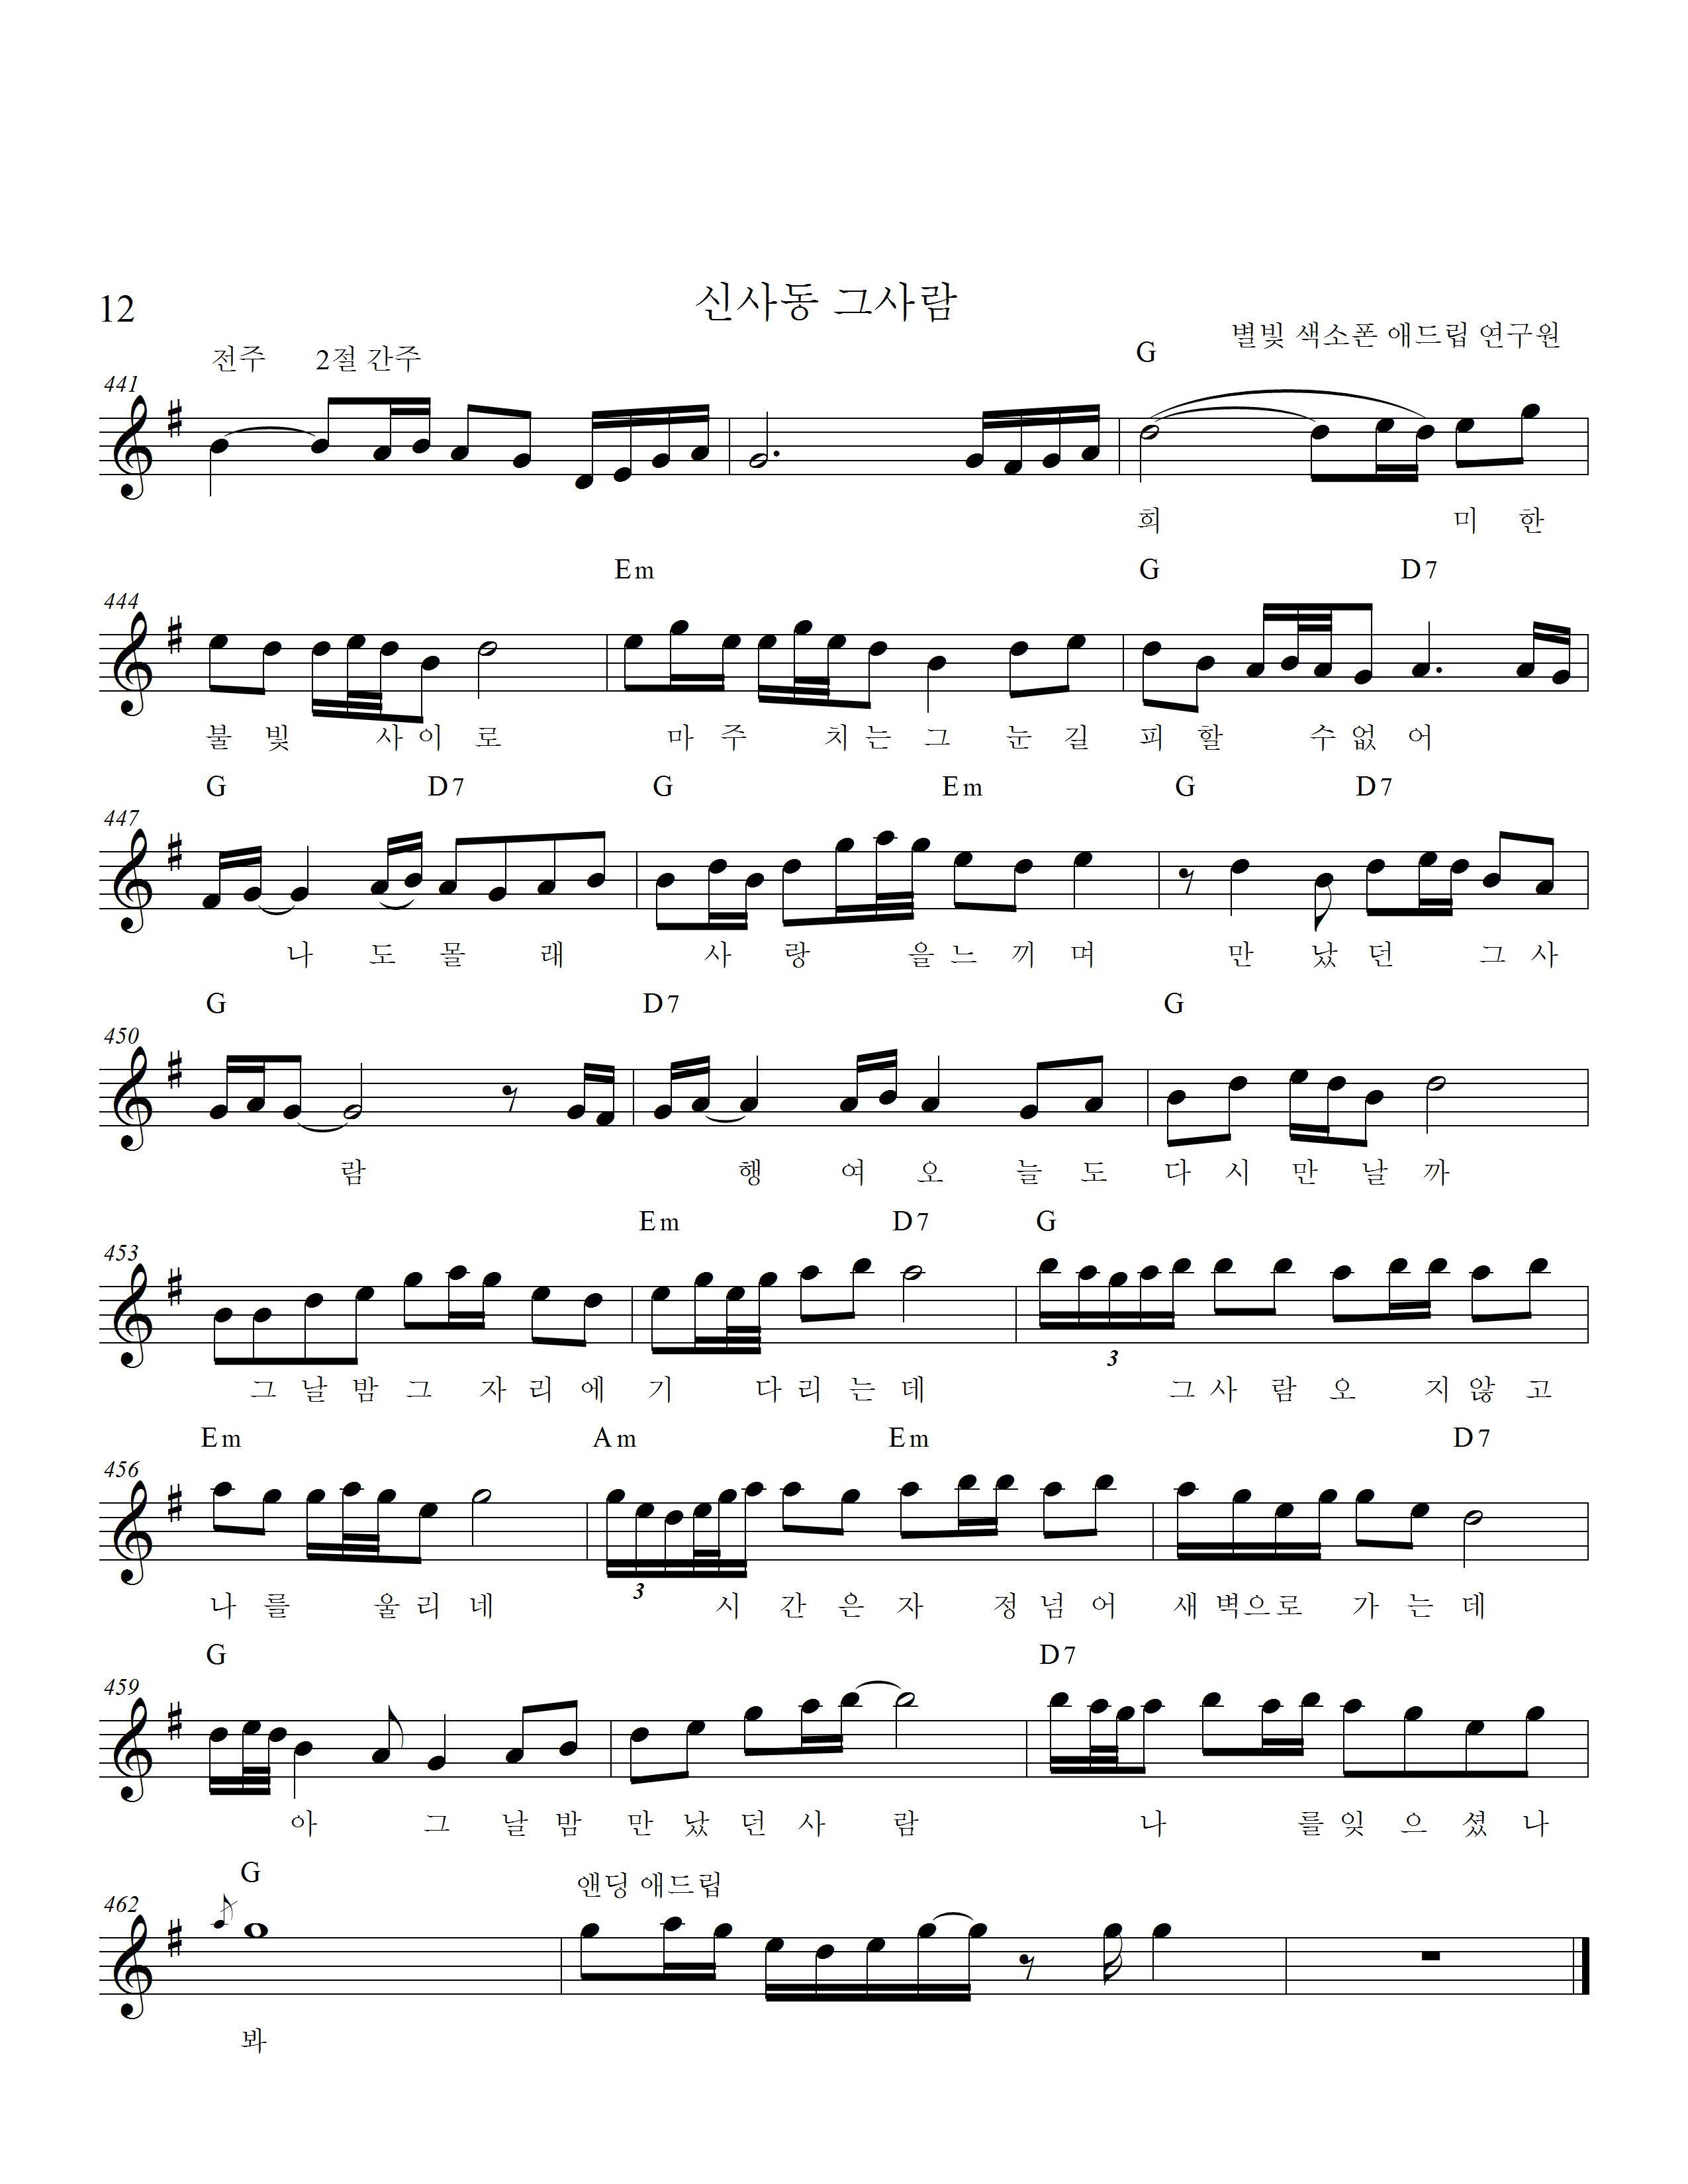 12 신사동 그사람
별빛 색소폰 애드립 연구원
전주 2절 간주 G
441
희 미 한
Em G D7
444
불 빛 사 이 로 마 주 치 는 그 눈 길 피 할 수 없 어
G D7 G Em G D7
447
나 도 몰 래 사 랑 을 느 끼 며 만 났 던 그 사
G D7 G
450
람 행 여 오 늘 도 다 시 만 날 까
Em D7 G
453
그 날 밤 그 자 리 에 기 다 리 는 데 그 사 람 오 지 않 고
3
Em Am Em D7
456
나 를 울 리 네 시 간 은 자 정 넘 어 새 벽 으 로 가 는 데
3
G D7
459
아 그 날 밤 만 났 던 사 람 나 를 잊 으 셨 나
G 앤딩 애드립
462
봐